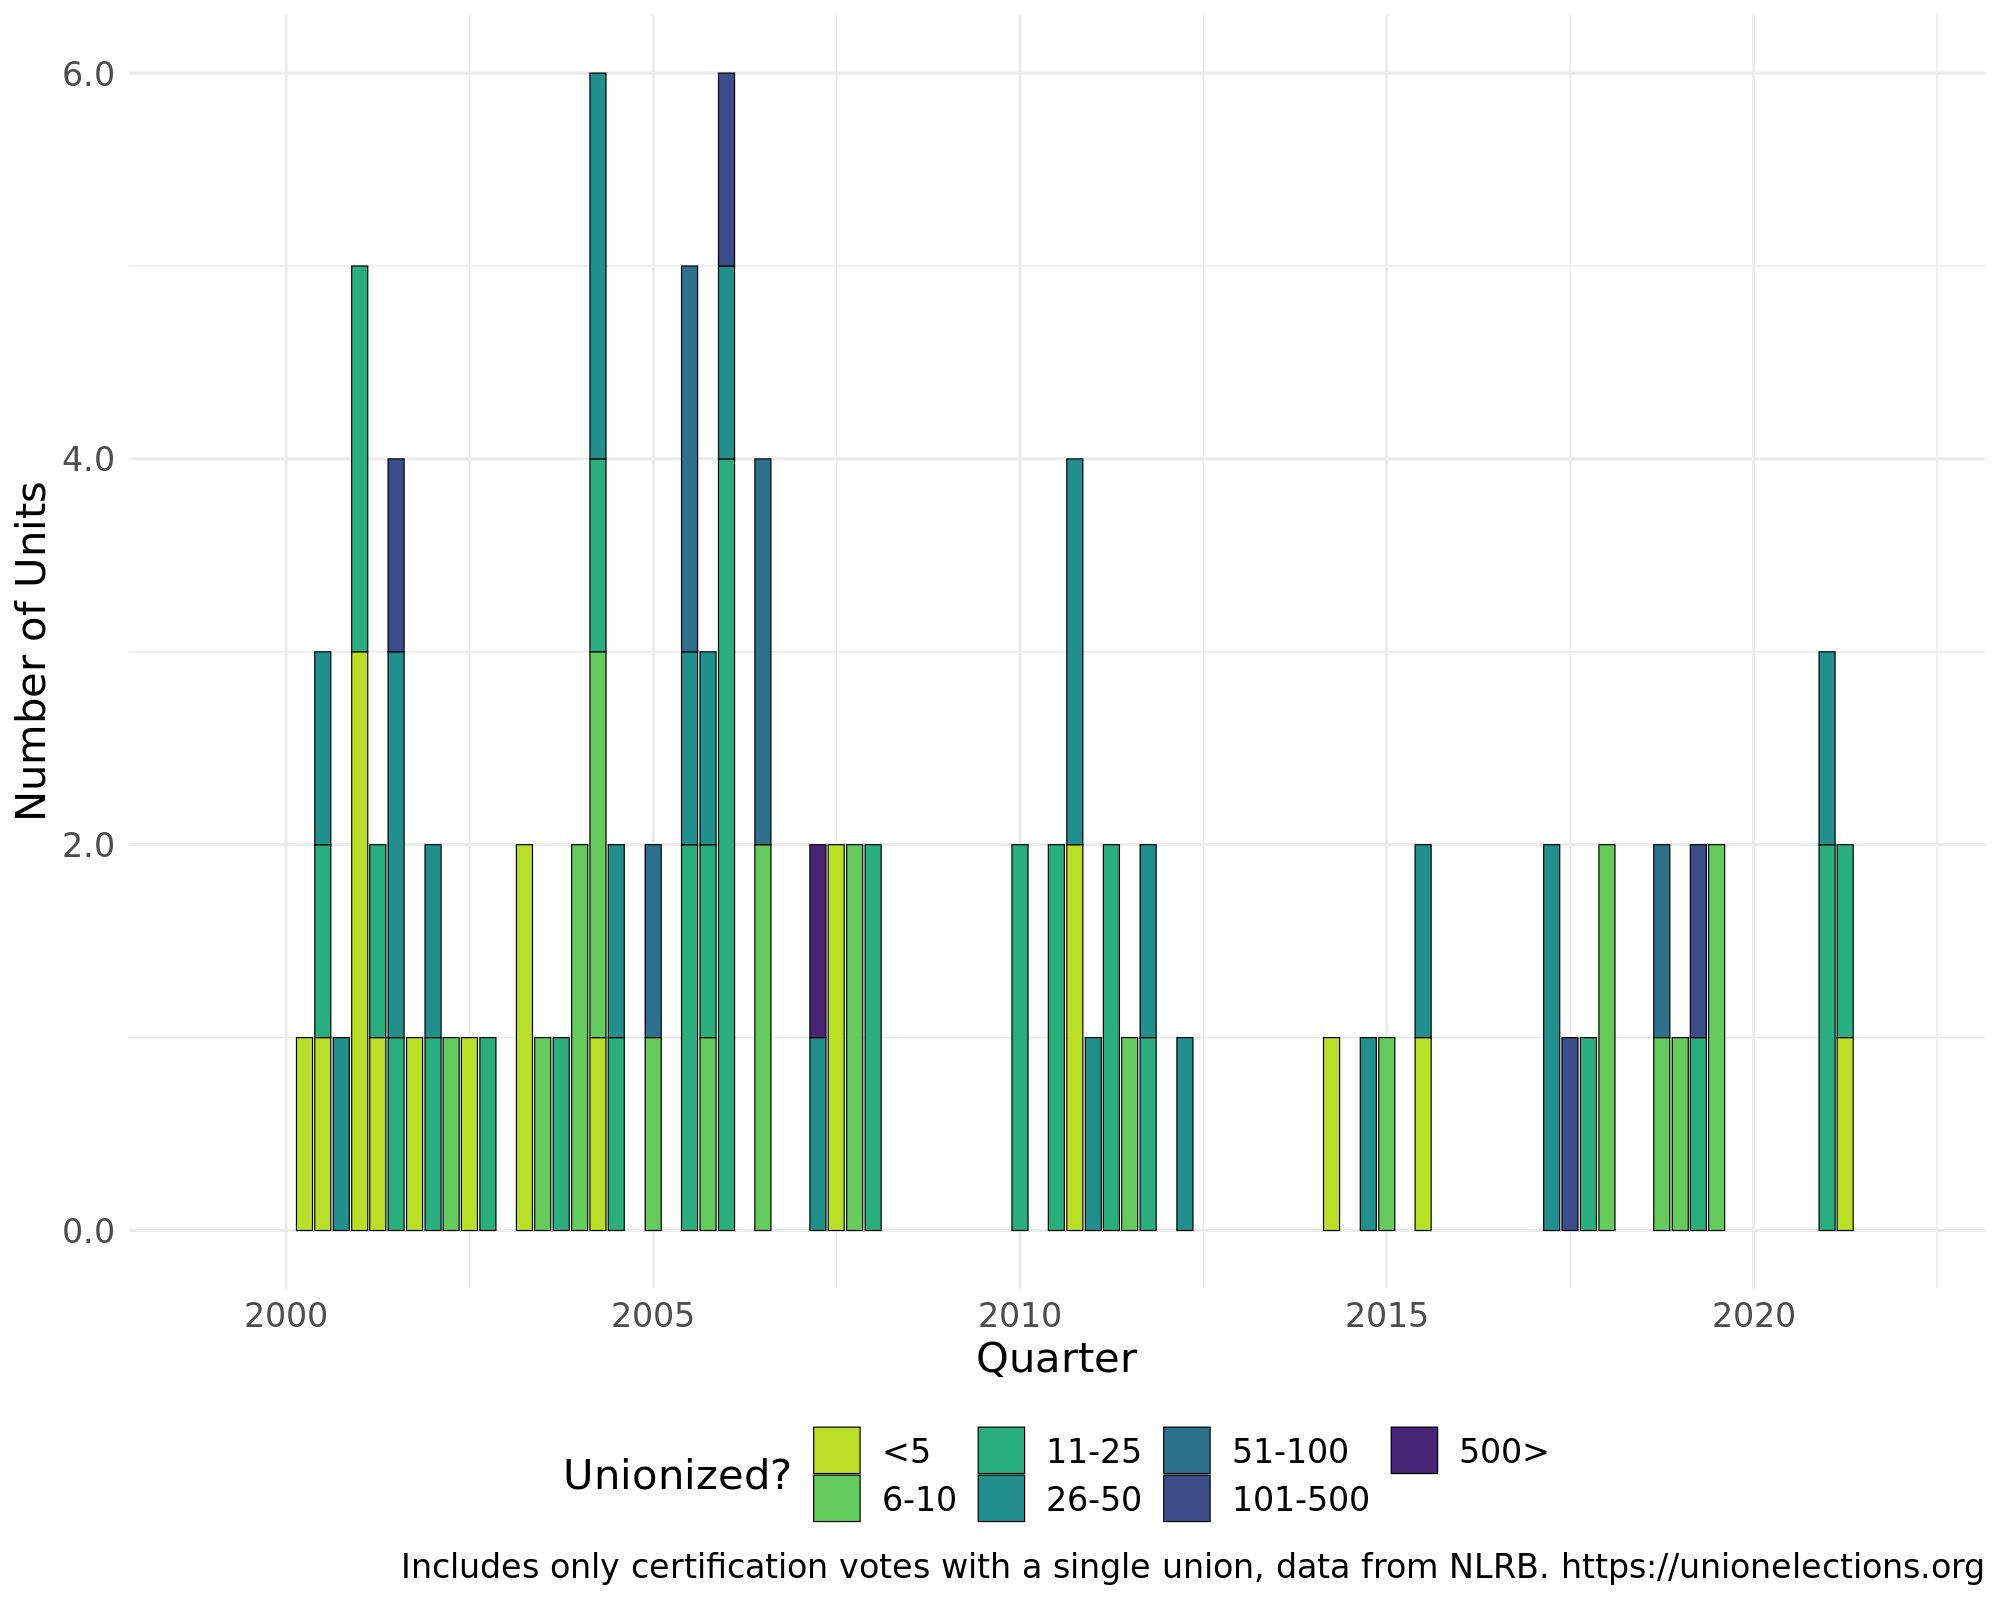 6.0
4.0
2.0
0.0
Number of Units
2000 2005 2010 2015 2020
Quarter
Unionized?
<5 11-25 51-100 500>
6-10 26-50 101-500
Includes only certification votes with a single union, data from NLRB. https://unionelections.org